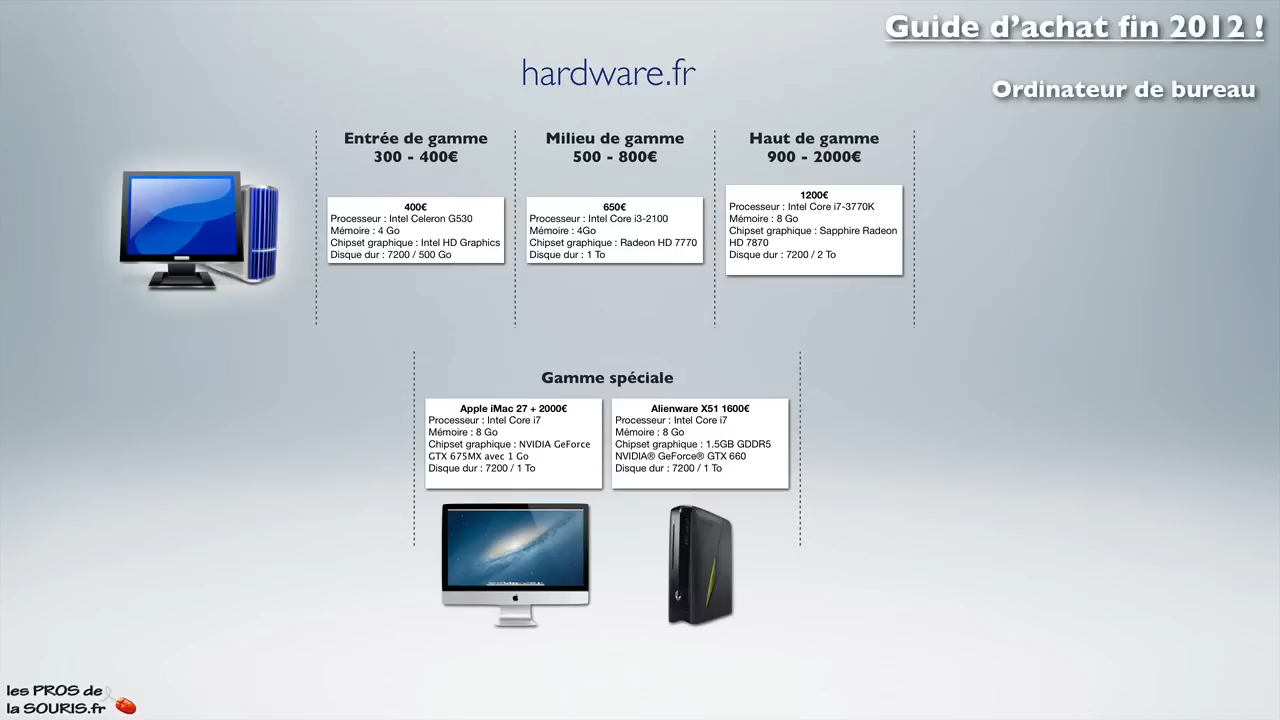 Guide d'achat fin 2012 !
hardware.fr
Ordinateur de bureau
Entrée de gamme
300 - 400€
Milieu de gamme
500 - 800€
Haut de gamme
900 - 2000€
400€
Processeur : Intel Celeron G530
Mémoire : 4 Go
Chipset graphique : Intel HD Graphics
Disque dur : 7200 / 500 Go
650€
Processeur : Intel Core i3-2100
Mémoire : 4Go
Chipset graphique : Radeon HD 7770
Disque dur : 1 To
1200€
Processeur : Intel Core i7-3770K
Mémoire : 8 Go
Chipset graphique : Sapphire Radeon
HD 7870
Disque dur : 7200 / 2 To
Gamme spéciale
Apple iMac 27 + 2000€
Processeur : Intel Core i7
Mémoire : 8 Go
Chipset graphique : NVIDIA GeForce
GTX 675MX avec 1 Go
Disque dur : 7200 / 1 To
Alienware X51 1600€
Processeur : Intel Core i7
Mémoire : 8 Go
Chipset graphique : 1.5GB GDDR5
NVIDIA® GeForce® GTX 660
Disque dur : 7200 / 1 To
les PROS de
la SOURIS.fr